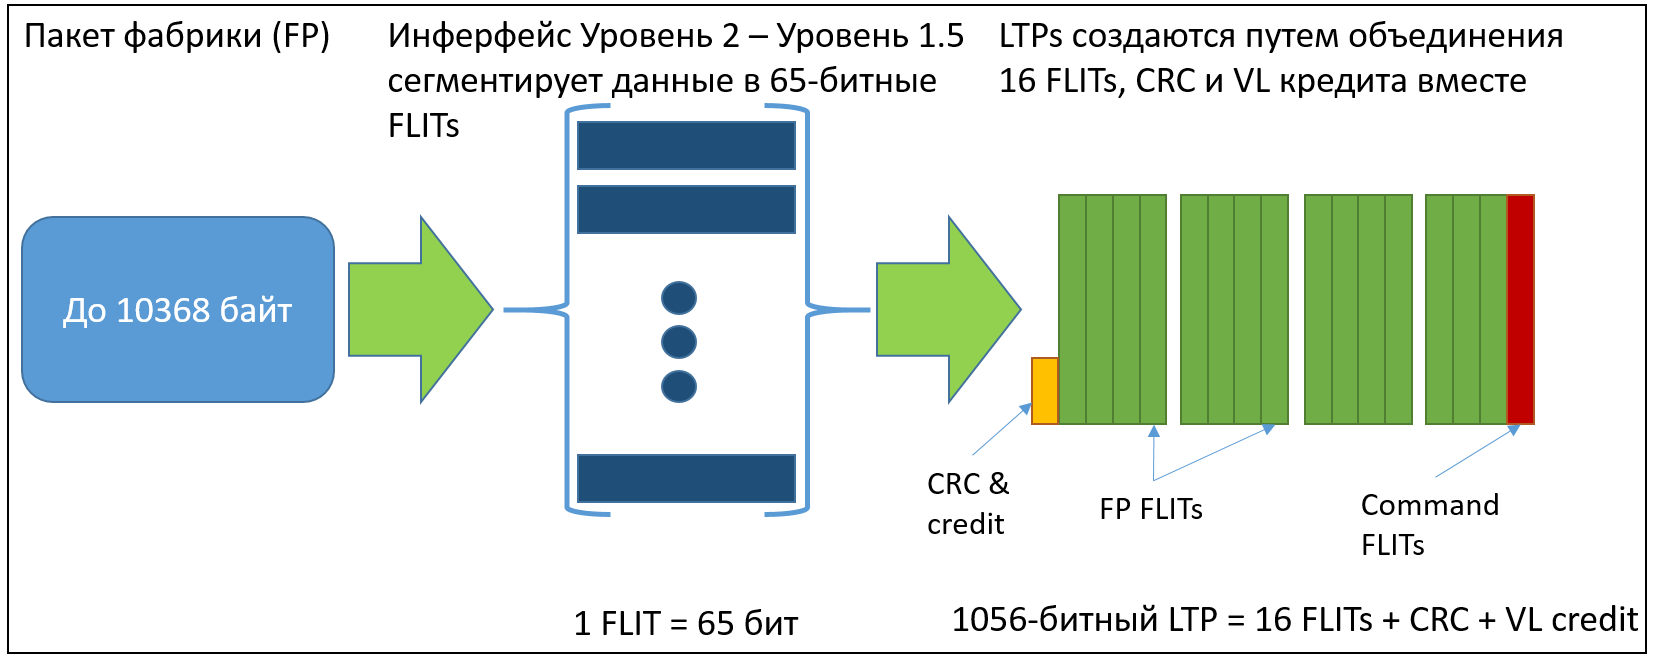 Пакет фабрики (FP)
Инферфейс Уровень 2 – Уровень 1.5
сегментирует данные в 65-битные
FLITs
LTPs создаются путем объединения
16 FLITs, CRC и VL кредита вместе
До 10368 байт
CRC &
credit
FP FLITs
Command
FLITs
1 FLIT = 65 бит
1056-битный LTP = 16 FLITs + CRC + VL credit